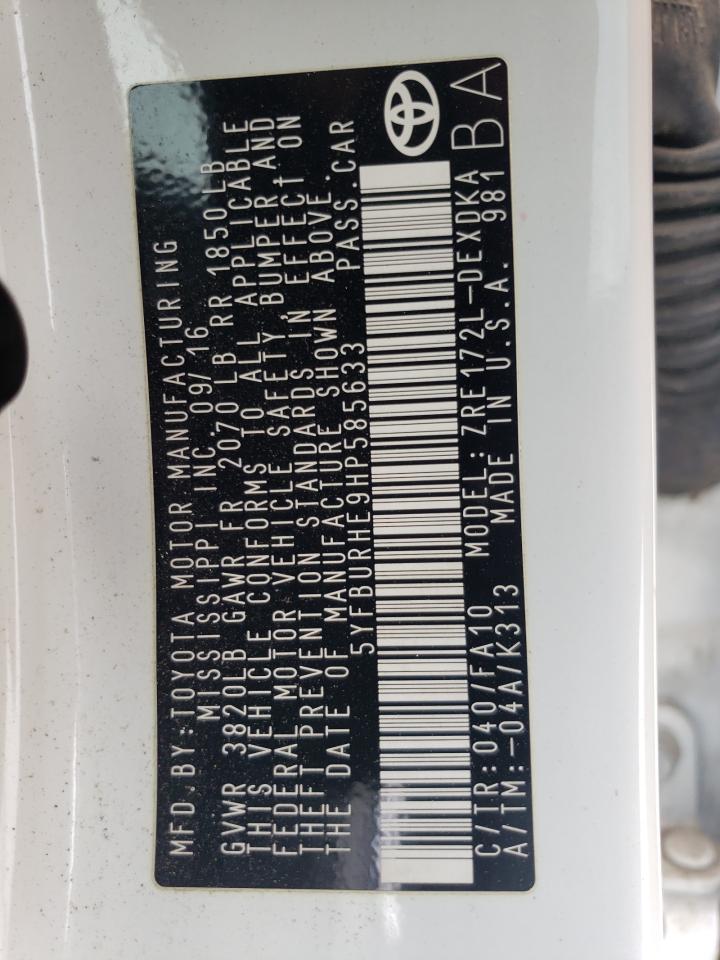 MFD.BY:TOYOTA MOTOR MANUFACTURING
MISSISSIPPI INC.09/16
GVWR 3820LB GAWR FR 2070 LB RR 1850LB
THIS VEHICLE CONFORMS TO ALL APPLICABLE
FEDERAL MOTOR VEHICLE SAFETY,BUMPER AND
THEFT PREVENTION STANDARDS IN EFFECT ON
THE DATE OF MANUFACTURE SHOWN ABOVE.
5YFBURHE9HP585633 PASS.CAR
C/TR:040/FA10 MODEL:ZRE172L-DEXDKA
A/TM:-04A/K313 MADE IN U.S.A. 981
BA